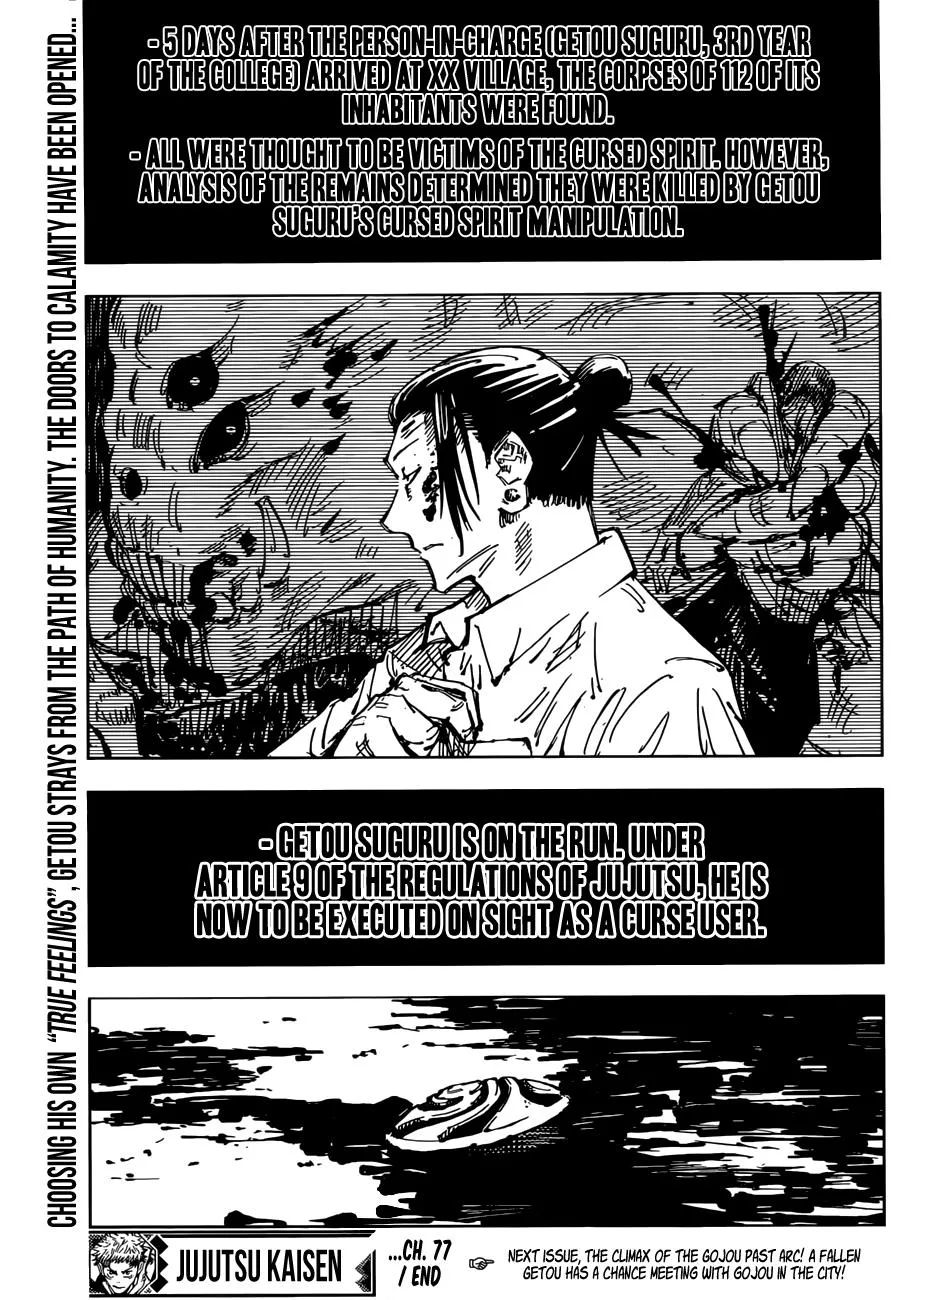 - 5 DAYS AFTER THE PERSON-IN-CHARGE (GETOU SUGURU, 3RD YEAR
OF THE COLLEGE) ARRIVED AT XX VILLAGE, THE CORPSES OF 112 OF ITS
INHABITANTS WERE FOUND.
- ALL WERE THOUGHT TO BE VICTIMS OF THE CURSED SPIRIT. HOWEVER,
ANALYSIS OF THE REMAINS DETERMINED THEY WERE KILLED BY GETOU
SUGURU'S CURSED SPIRIT MANIPULATION.
CHOOSING HIS OWN "TRUE FEELINGS", GETOU STRAYS FROM THE PATH OF HUMANITY. THE DOORS TO CALAMITY HAVE BEEN OPENED...
- GETOU SUGURU IS ON THE RUN. UNDER
ARTICLE 9 OF THE REGULATIONS OF JUJUTSU, HE IS
NOW TO BE EXECUTED ON SIGHT AS A CURSE USER.
JUJUTSU KAISEN
...CH. 77
/ END
NEXT ISSUE, THE CLIMAX OF THE GOJOU PAST ARC! A FALLEN
GETOU HAS A CHANCE MEETING WITH GOJOU IN THE CITY!